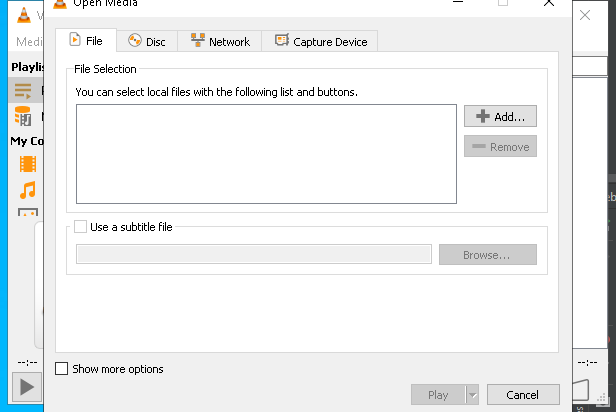 Open Media
Medi
File
Disc
Network
Capture Device
Playlis
File Selection
You can select local files with the following list and buttons.
Add...
Remove
My Co
Use a subtitle file
Browse...
--:--
--:--
Show more options
Play
Cancel